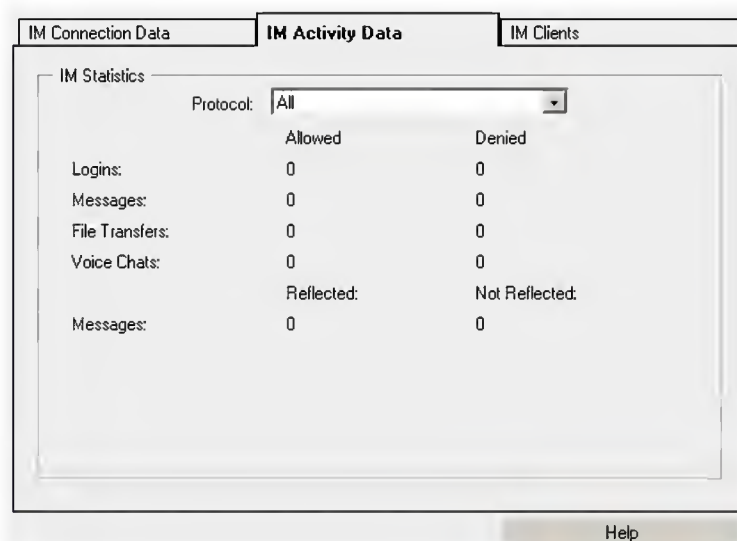 IM Connection Data IM Activity Data IM Clients
IM Statistics
Protocol: All
Allowed Denied
Logins: 0 0
Messages: 0 0
File Transfers: 0 0
Voice Chats: 0 0
Reflected: Not Reflected:
Messages: 0 0
Help